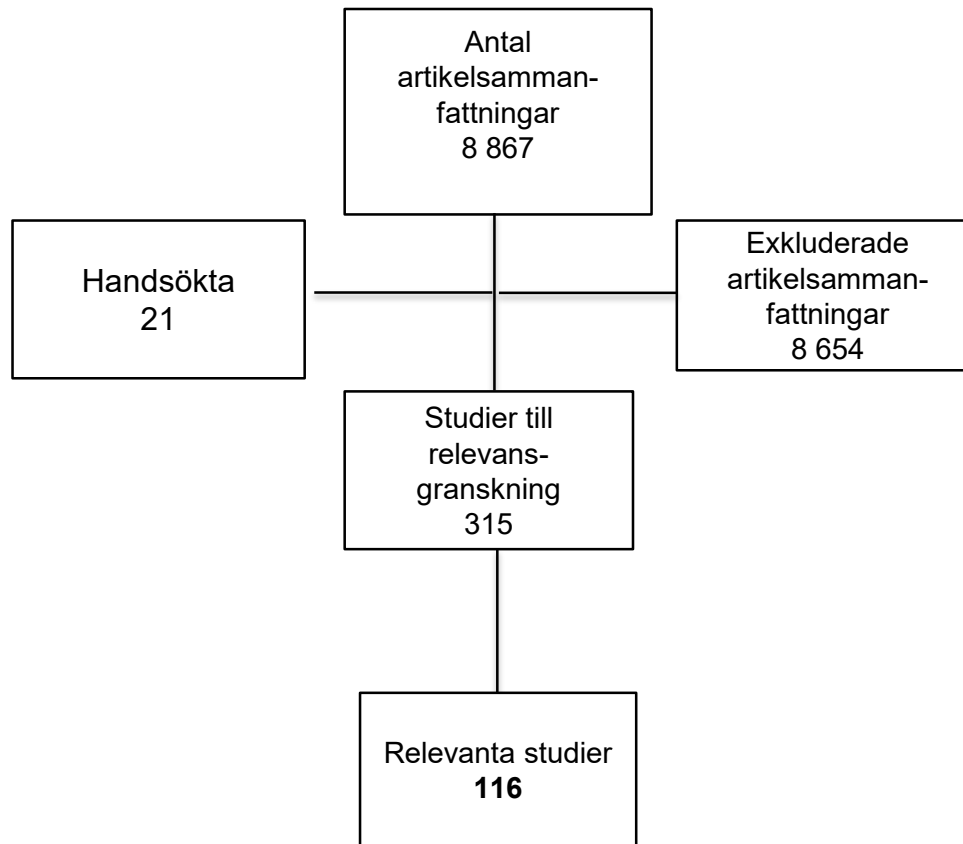 Antal
artikelsamman-
fattningar
8 867
Handsökta
21
Exkluderade
artikelsamman-
fattningar
8 654
Studier till
relevans-
granskning
315
Relevanta studier
116